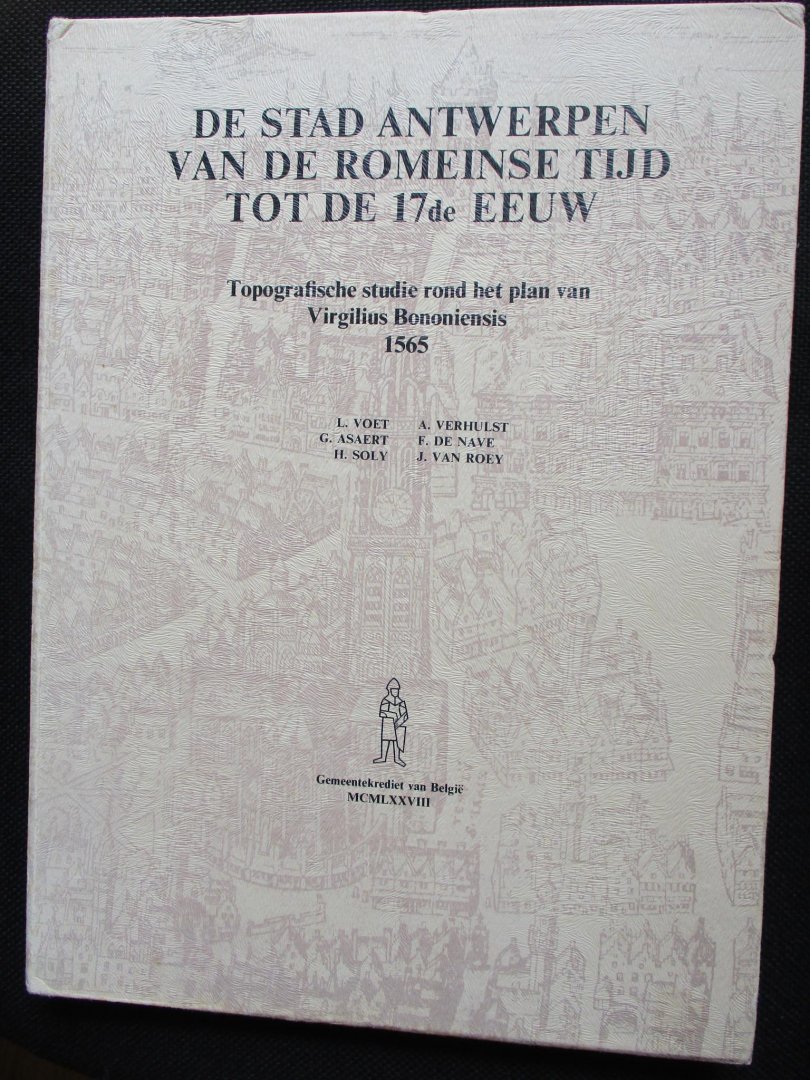 DE STAD ANTWERPEN
VAN DE ROMEINSE TIJD
TOT DE 17de EEUW
Topografische studie rond het plan van
Virgilius Bononiensis
1565
L. VOET A. VERHULST
G. ASAERT F. DE NAVE
H. SOLY J. VAN ROEY
Gemeentekrediet van België
MCMLXXVIII